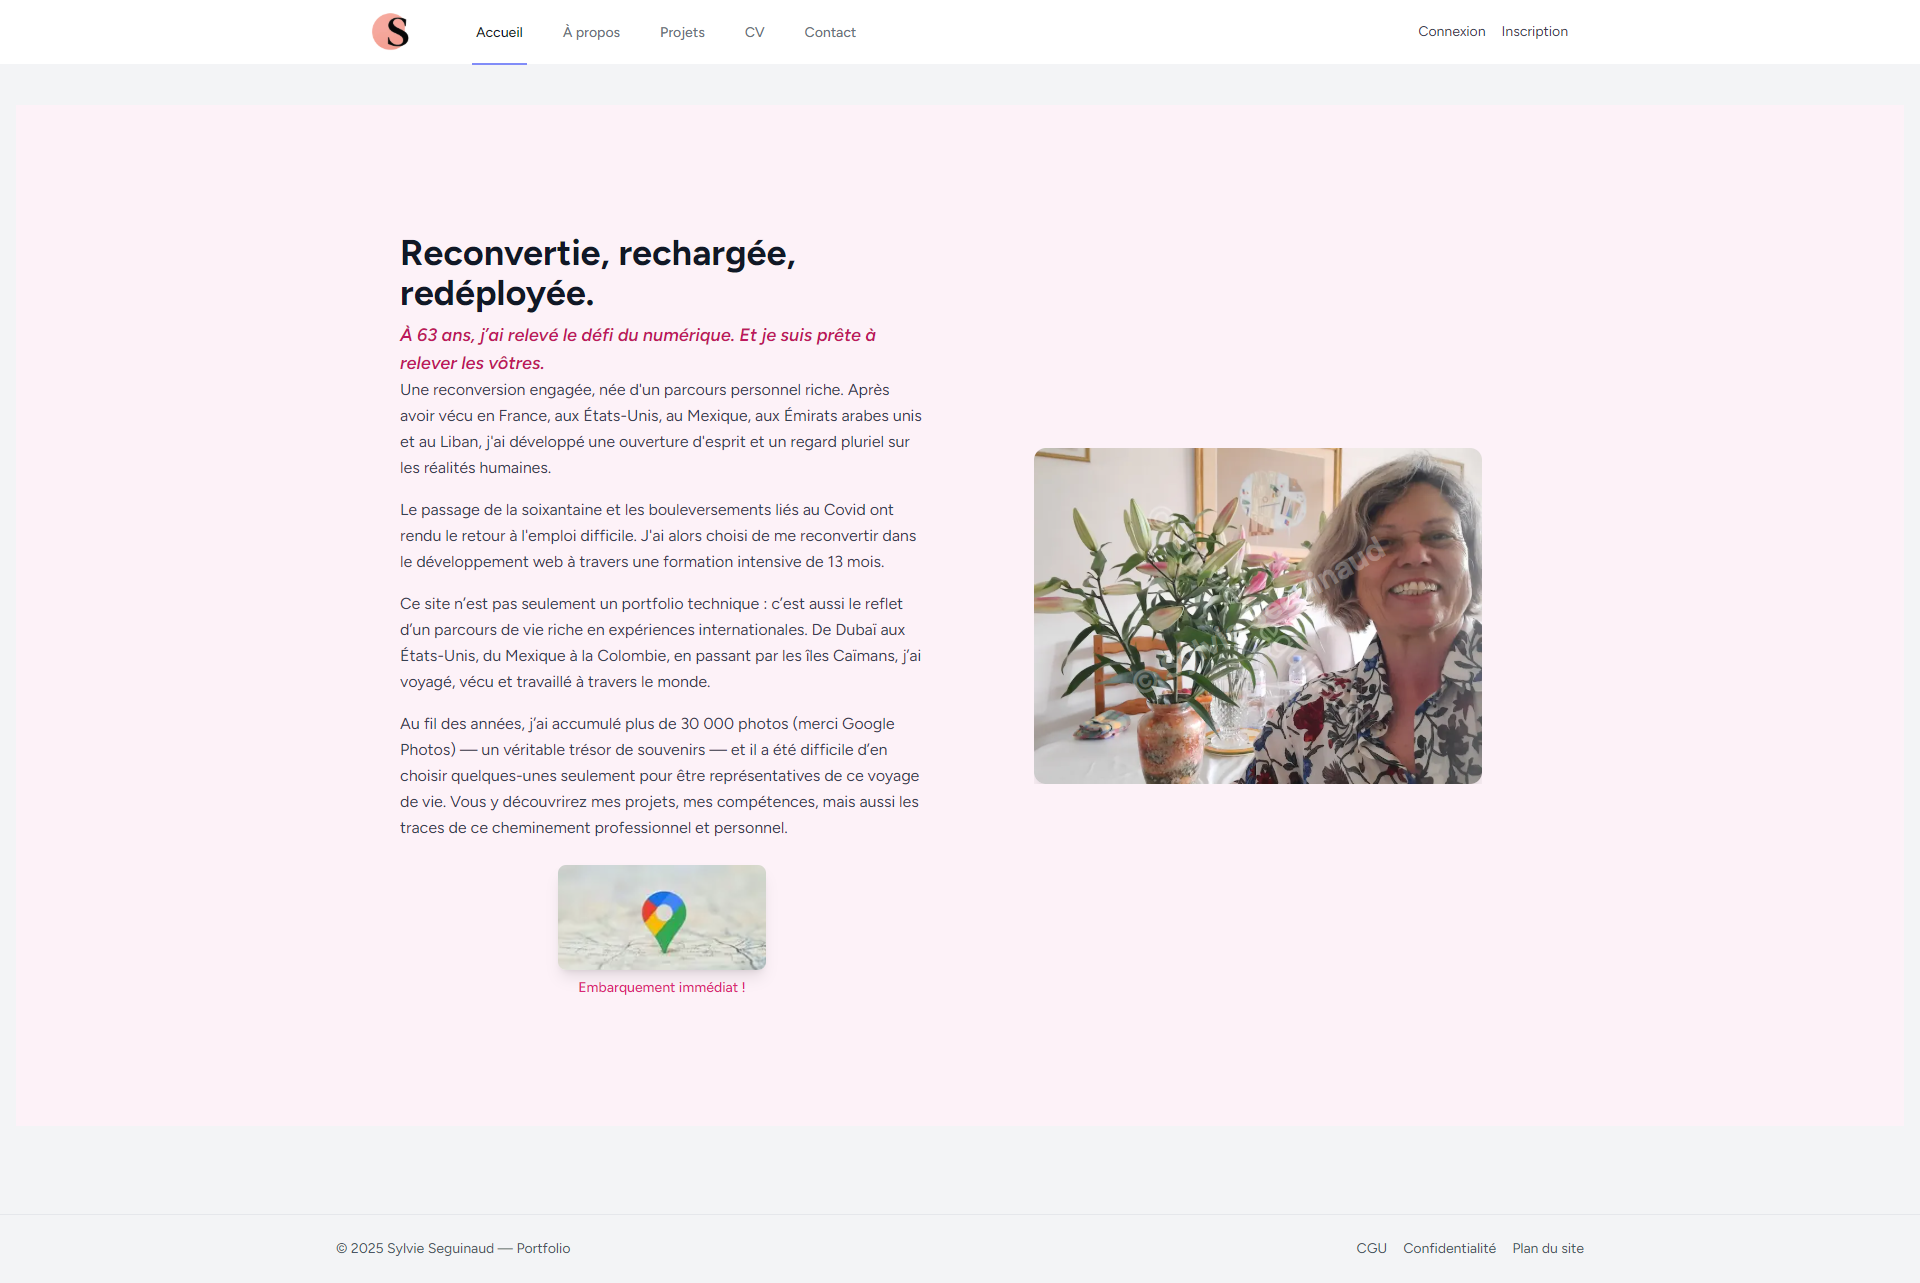 S
Accueil
À propos
Projets
CV
Contact
Connexion
Inscription
Reconvertie, rechargée,
redéployée.
À 63 ans, j’ai relevé le défi du numérique. Et je suis prête à
relever les vôtres.
Une reconversion engagée, née d'un parcours personnel riche. Après
avoir vécu en France, aux États-Unis, au Mexique, aux Émirats arabes unis
et au Liban, j'ai développé une ouverture d'esprit et un regard pluriel sur
les réalités humaines.
Le passage de la soixantaine et les bouleversements liés au Covid ont
rendu le retour à l'emploi difficile. J'ai alors choisi de me reconvertir dans
le développement web à travers une formation intensive de 13 mois.
Ce site n’est pas seulement un portfolio technique : c’est aussi le reflet
d’un parcours de vie riche en expériences internationales. De Dubaï aux
États-Unis, du Mexique à la Colombie, en passant par les îles Caïmans, j’ai
voyagé, vécu et travaillé à travers le monde.
Au fil des années, j’ai accumulé plus de 30 000 photos (merci Google
Photos) — un véritable trésor de souvenirs — et il a été difficile d’en
choisir quelques-unes seulement pour être représentatives de ce voyage
de vie. Vous y découvrirez mes projets, mes compétences, mais aussi les
traces de ce cheminement professionnel et personnel.
Embarquement immédiat !
© 2025 Sylvie Seguinaud — Portfolio
CGU
Confidentialité
Plan du site